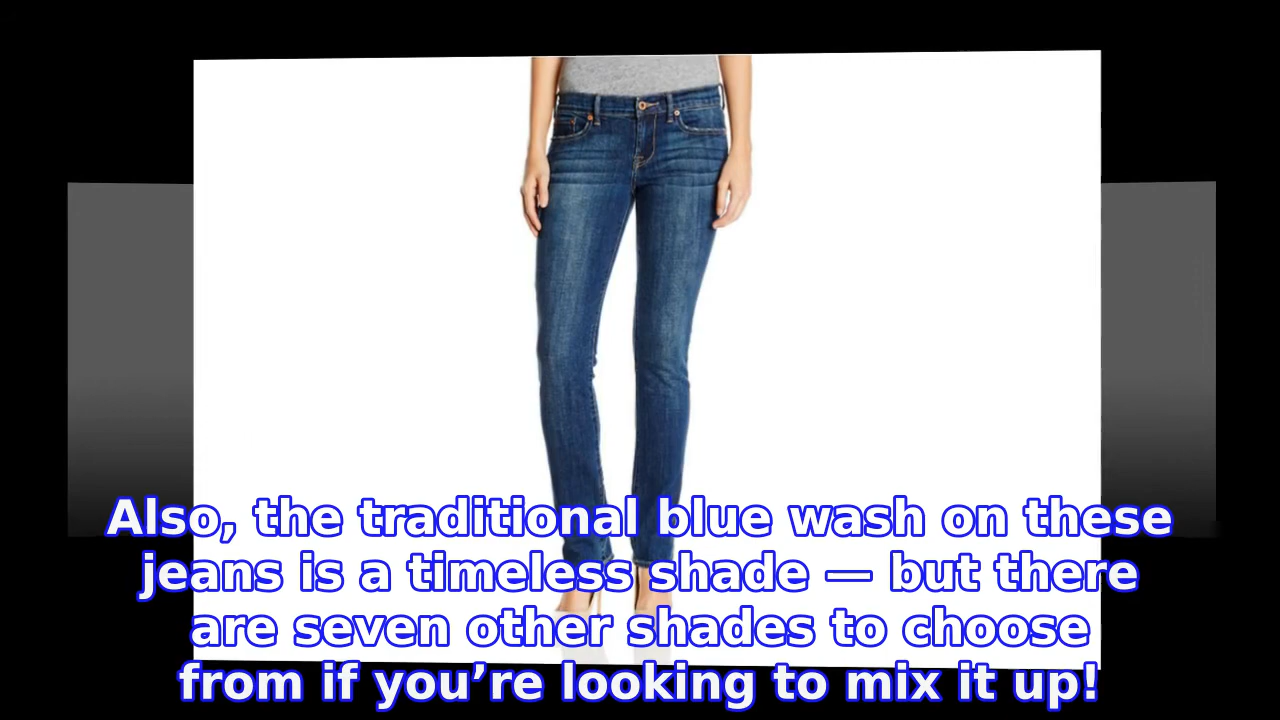 Also, the traditional blue wash on these
jeans is a timeless shade — but there
are seven other shades to choose
from if you’re looking to mix it up!